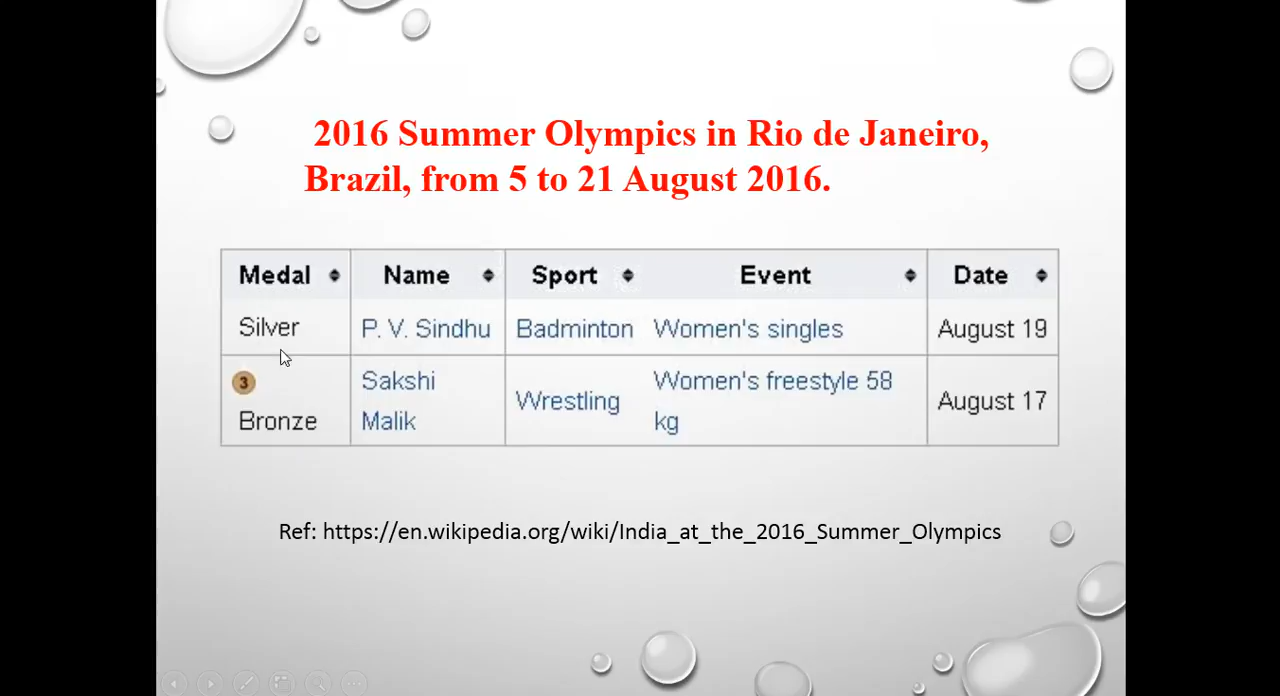 2016 Summer Olympics in Rio de Janeiro,
Brazil, from 5 to 21 August 2016.
Medal Name Sport Event Date
Silver P. V. Sindhu Badminton Women's singles August 19
3 Sakshi Women's freestyle 58
Wrestling August 17
Bronze Malik kg
Ref: https://en.wikipedia.org/wiki/India_at_the_2016_Summer_Olympics